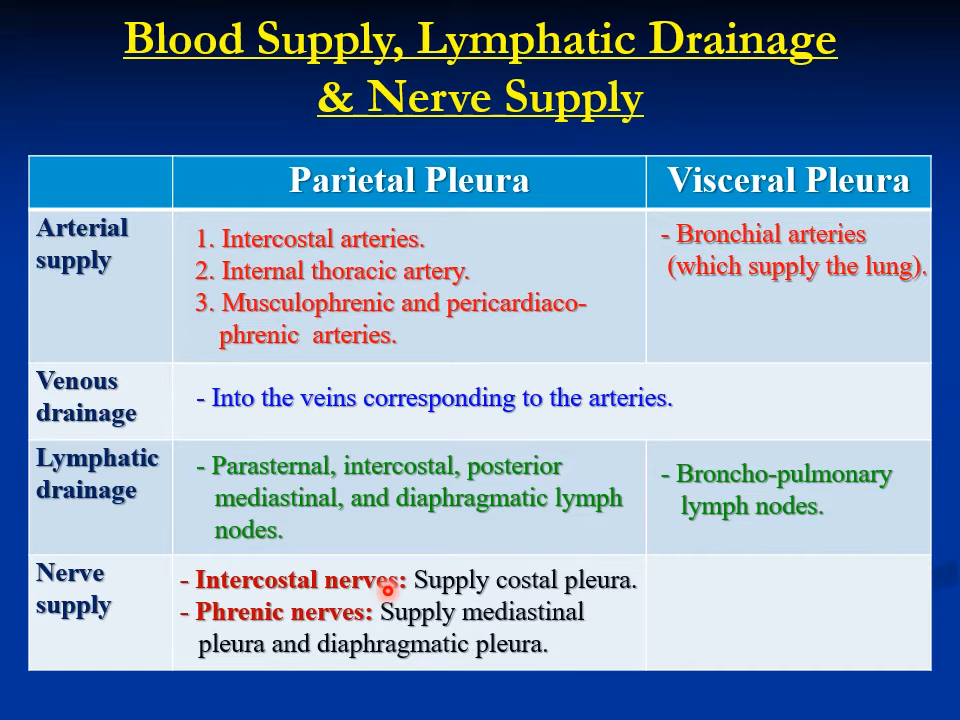 Blood Supply, Lymphatic Drainage
& Nerve Supply
Parietal Pleura
Visceral Pleura
Arterial
supply
1. Intercostal arteries.
2. Internal thoracic artery.
3. Musculophrenic and pericardiaco-
phrenic arteries.
- Bronchial arteries
(which supply the lung).
Venous
drainage
- Into the veins corresponding to the arteries.
Lymphatic
drainage
- Parasternal, intercostal, posterior
mediastinal, and diaphragmatic lymph
nodes.
- Broncho-pulmonary
lymph nodes.
Nerve
supply
- Intercostal nerves: Supply costal pleura.
- Phrenic nerves: Supply mediastinal
pleura and diaphragmatic pleura.